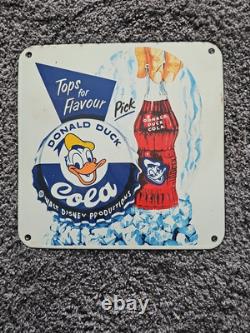 Tops for
Flavour
Pick
DONALD DUCK
Cola
© WALT DISNEY PRODUCTIONS
DONALD
DUCK
COLA